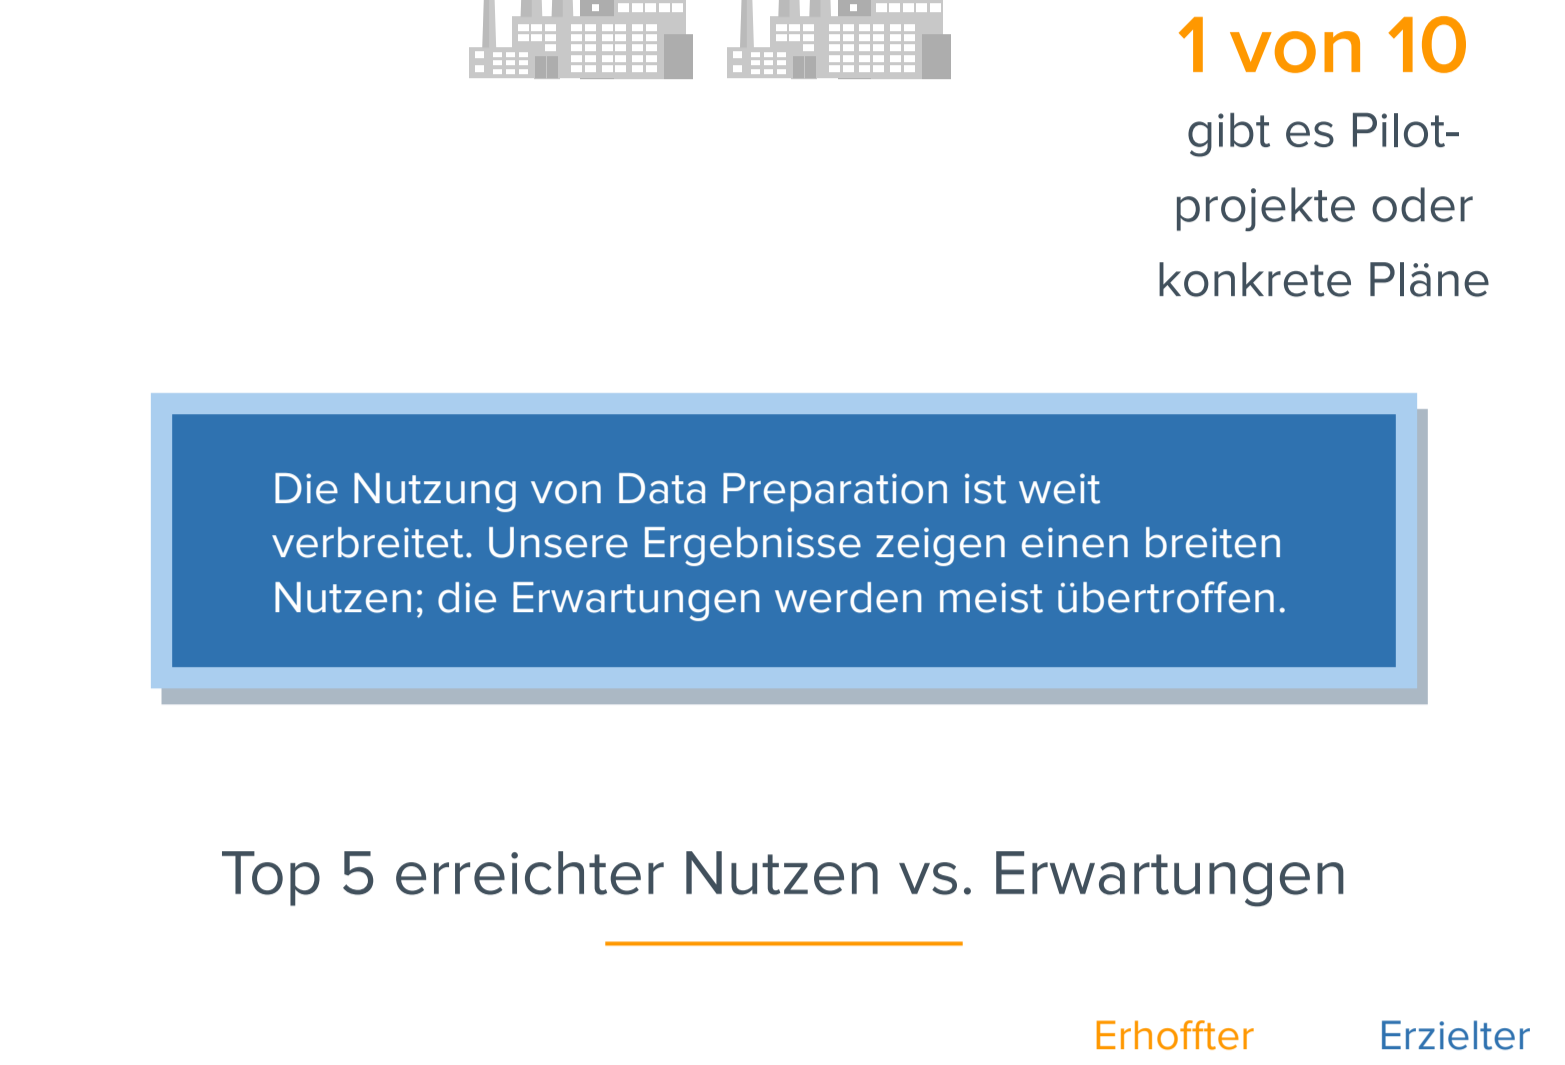 1 von 10
gibt es Pilot-
projekte oder
konkrete Pläne
Die Nutzung von Data Preparation ist weit
verbreitet. Unsere Ergebnisse zeigen einen breiten
Nutzen; die Erwartungen werden meist übertroffen.
Top 5 erreichter Nutzen vs. Erwartungen
Erhoffter
Erzielter